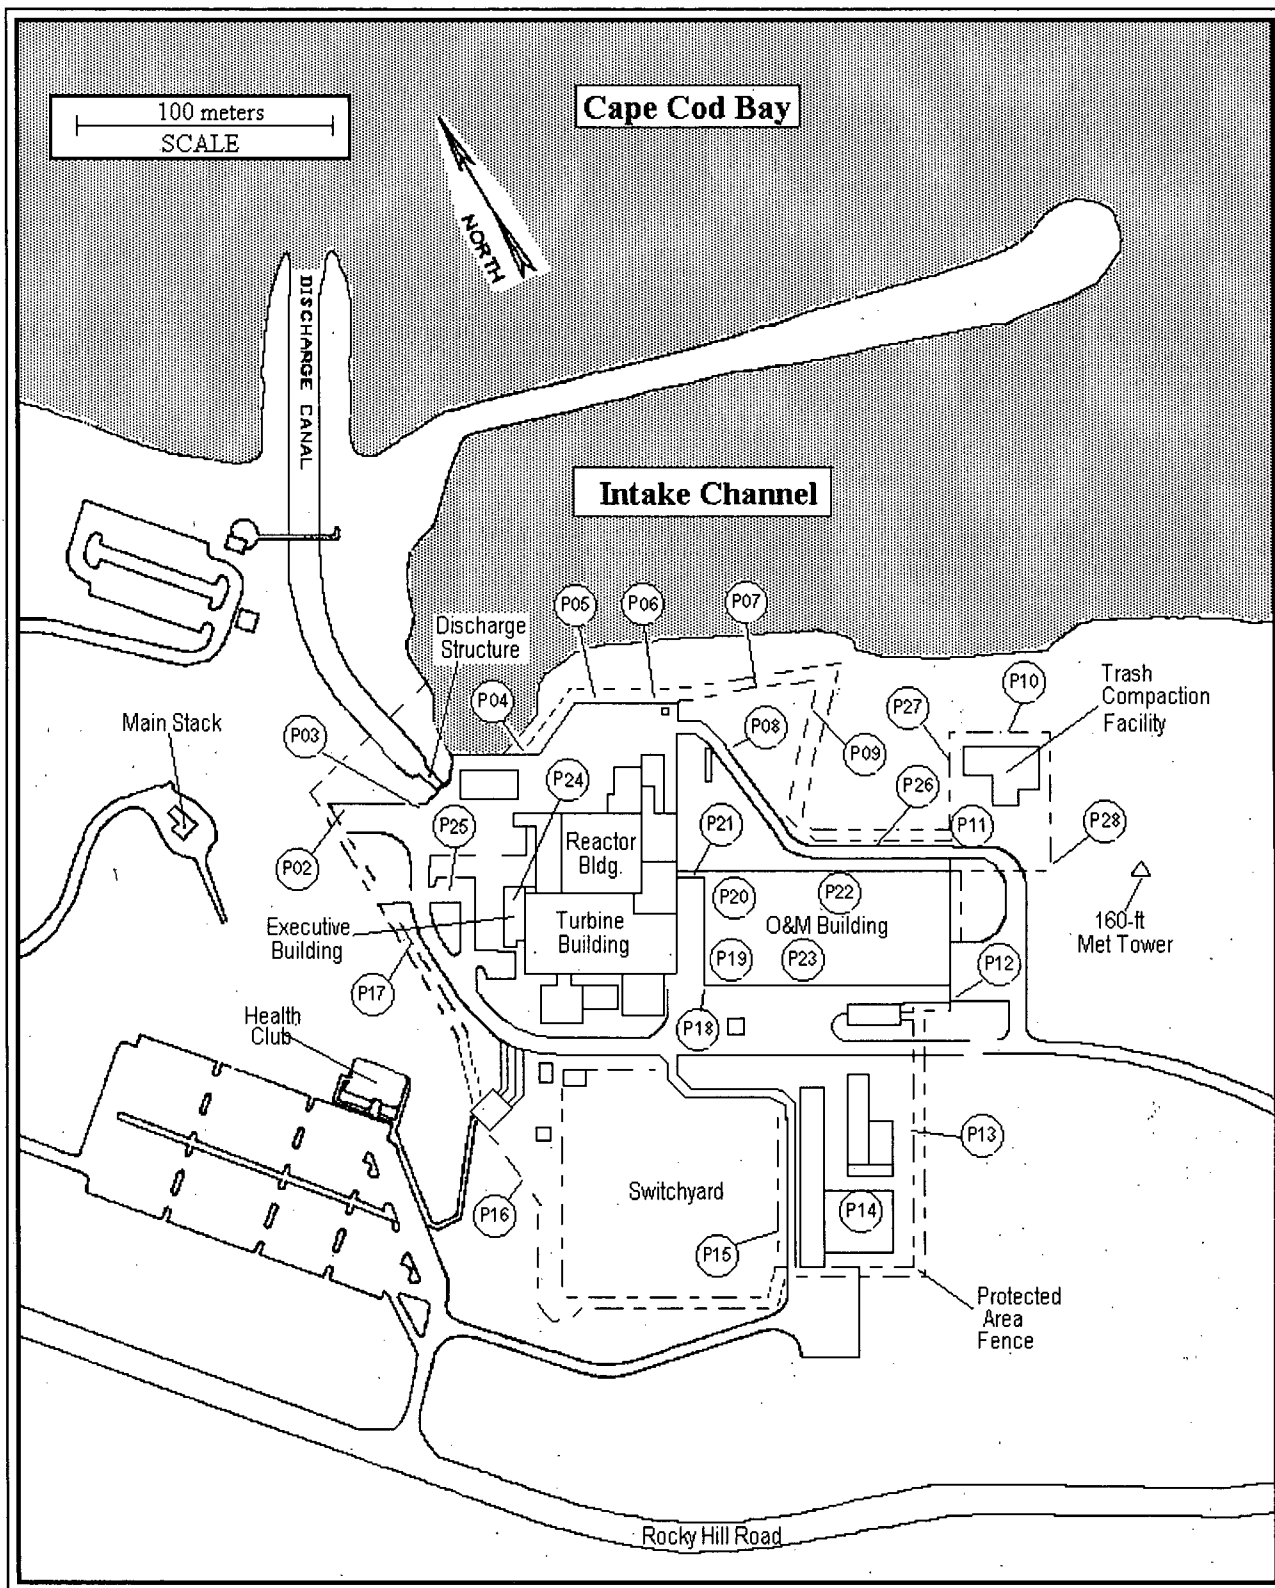 100 meters
SCALE
Cape Cod Bay
NORTH
DISCHARGE CANAL
Intake Channel
P05
P06
P07
Discharge
Structure
P04
P10
Trash
Compaction
Facility
P27
Main Stack
P03
P08
P09
P24
P26
P25
P21
P11
P28
Reactor
Bldg.
P02
P20
P22
160-ft
Met Tower
Executive
Building
Turbine
Building
O&M Building
P19
P23
P12
P17
Health
Club
P18
P13
Switchyard
P16
P14
P15
Protected
Area
Fence
Rocky Hill Road